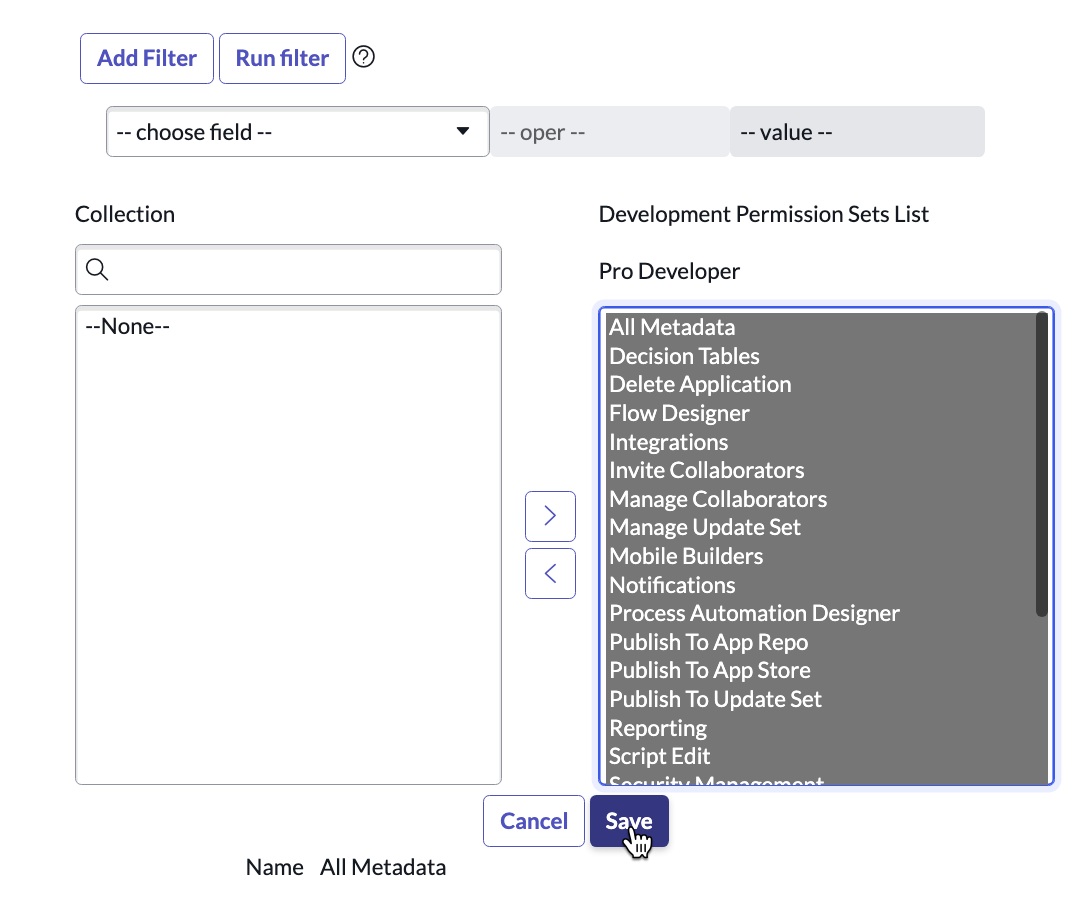 Add Filter Run filter
-- choose field -- -- oper -- -- value --
Collection
--None--
Development Permission Sets List
Pro Developer
All Metadata
Decision Tables
Delete Application
Flow Designer
Integrations
Invite Collaborators
Manage Collaborators
Manage Update Set
Mobile Builders
Notifications
Process Automation Designer
Publish To App Repo
Publish To App Store
Publish To Update Set
Reporting
Script Edit
Security Management
Cancel Save
Name All Metadata